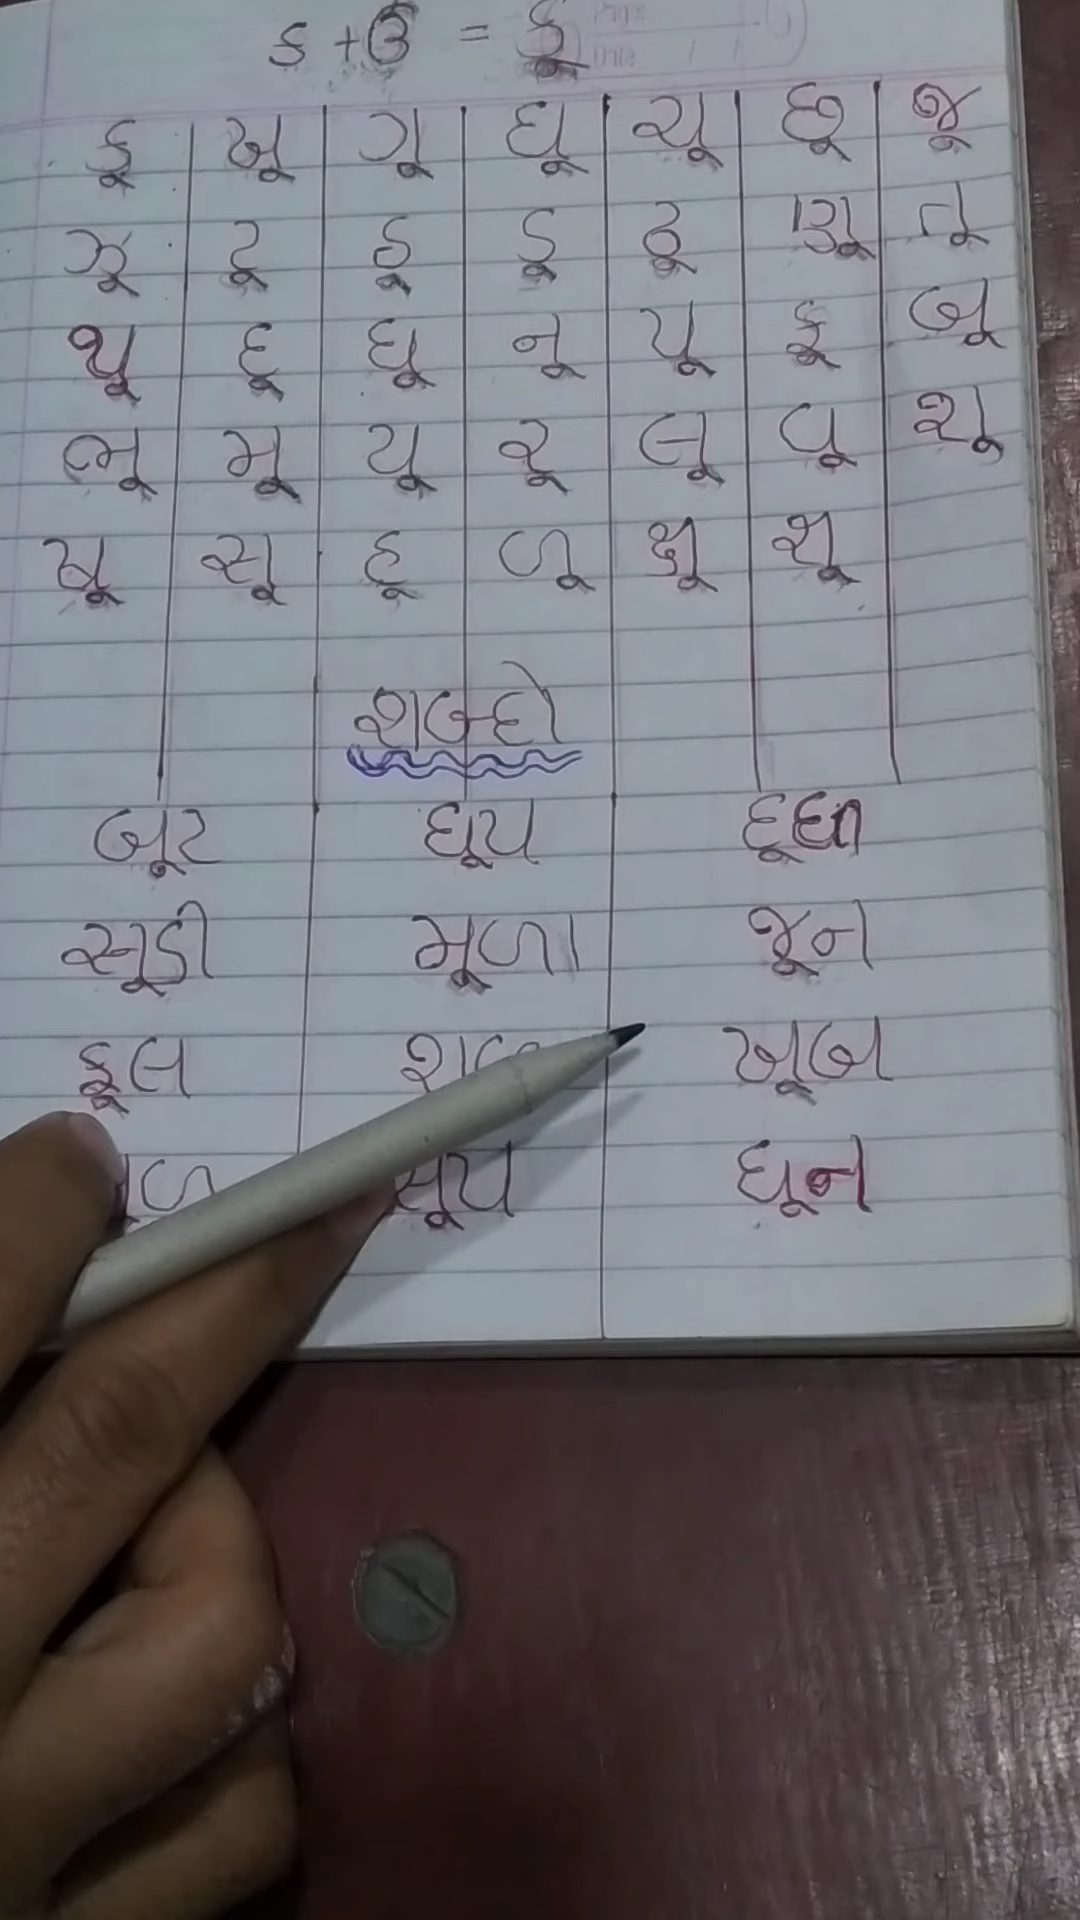 ક + ઊ = કૂ
કૂ ખૂ ગૂ ઘૂ ચૂ છૂ જૂ
ઝૂ ટૂ ઠૂ ડૂ ઢૂ ણૂ તૂ
થૂ દૂ ધૂ નૂ પૂ ફૂ બૂ
ભૂ મૂ યૂ રૂ લૂ વૂ શૂ
ષૂ સૂ હૂ ળૂ ક્ષૂ જ્ઞૂ
શબ્દો
બૂટ ધૂપ દૂધ
સૂડી મૂળા જૂન
ફૂલ ખૂબ
સૂપ ધૂન